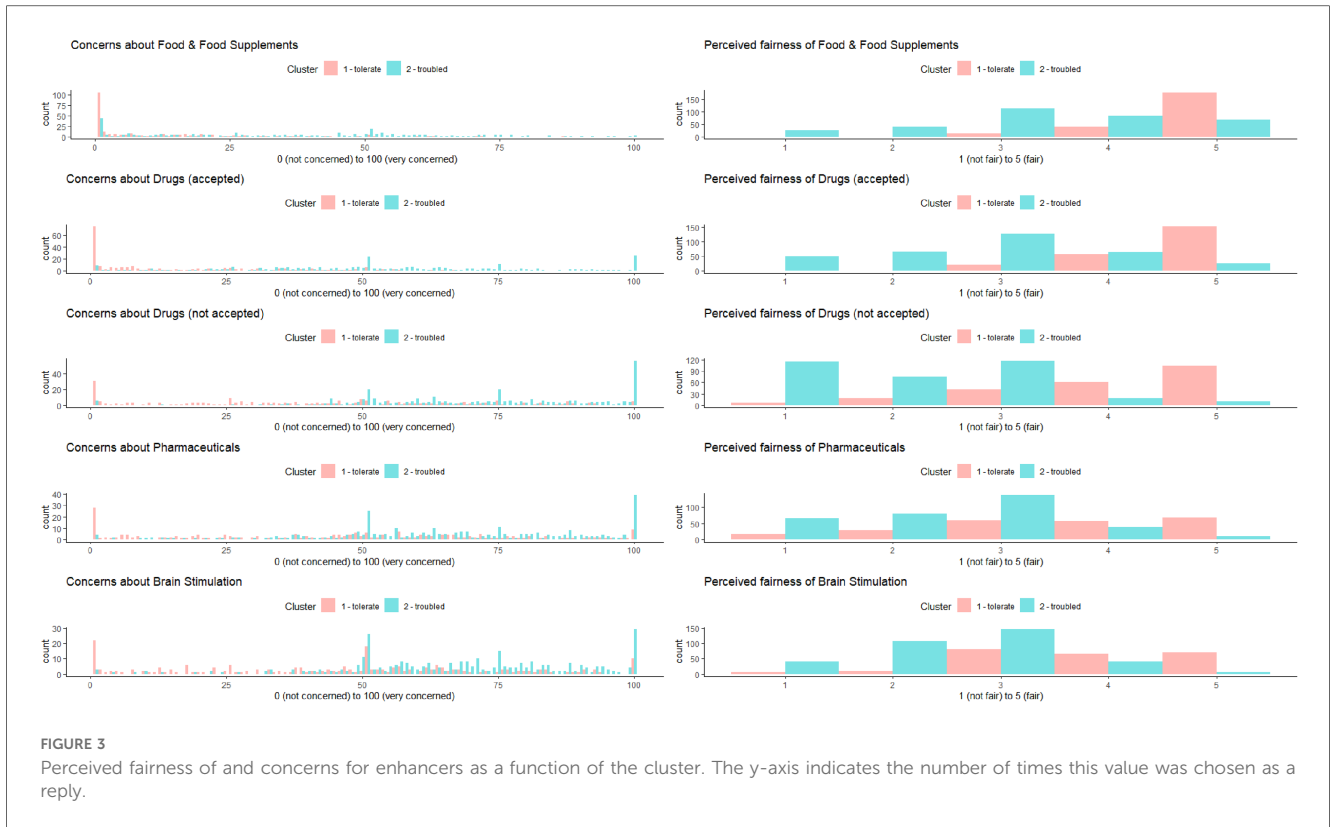 Concerns about Food & Food Supplements
Cluster 1 - tolerate 2 - troubled
count
100
75
50
25
0
0 25 50 75 100
0 (not concerned) to 100 (very concerned)
Perceived fairness of Food & Food Supplements
Cluster 1 - tolerate 2 - troubled
count
150
100
50
0
1 2 3 4 5
1 (not fair) to 5 (fair)
Concerns about Drugs (accepted)
Cluster 1 - tolerate 2 - troubled
count
60
40
20
0
0 25 50 75 100
0 (not concerned) to 100 (very concerned)
Perceived fairness of Drugs (accepted)
Cluster 1 - tolerate 2 - troubled
count
150
100
50
0
1 2 3 4 5
1 (not fair) to 5 (fair)
Concerns about Drugs (not accepted)
Cluster 1 - tolerate 2 - troubled
count
40
20
0
0 25 50 75 100
0 (not concerned) to 100 (very concerned)
Perceived fairness of Drugs (not accepted)
Cluster 1 - tolerate 2 - troubled
count
120
90
60
30
0
1 2 3 4 5
1 (not fair) to 5 (fair)
Concerns about Pharmaceuticals
Cluster 1 - tolerate 2 - troubled
count
40
30
20
10
0
0 25 50 75 100
0 (not concerned) to 100 (very concerned)
Perceived fairness of Pharmaceuticals
Cluster 1 - tolerate 2 - troubled
count
100
50
0
1 2 3 4 5
1 (not fair) to 5 (fair)
Concerns about Brain Stimulation
Cluster 1 - tolerate 2 - troubled
count
30
20
10
0
0 25 50 75 100
0 (not concerned) to 100 (very concerned)
Perceived fairness of Brain Stimulation
Cluster 1 - tolerate 2 - troubled
count
150
100
50
0
1 2 3 4 5
1 (not fair) to 5 (fair)
FIGURE 3
Perceived fairness of and concerns for enhancers as a function of the cluster. The y-axis indicates the number of times this value was chosen as a
reply.